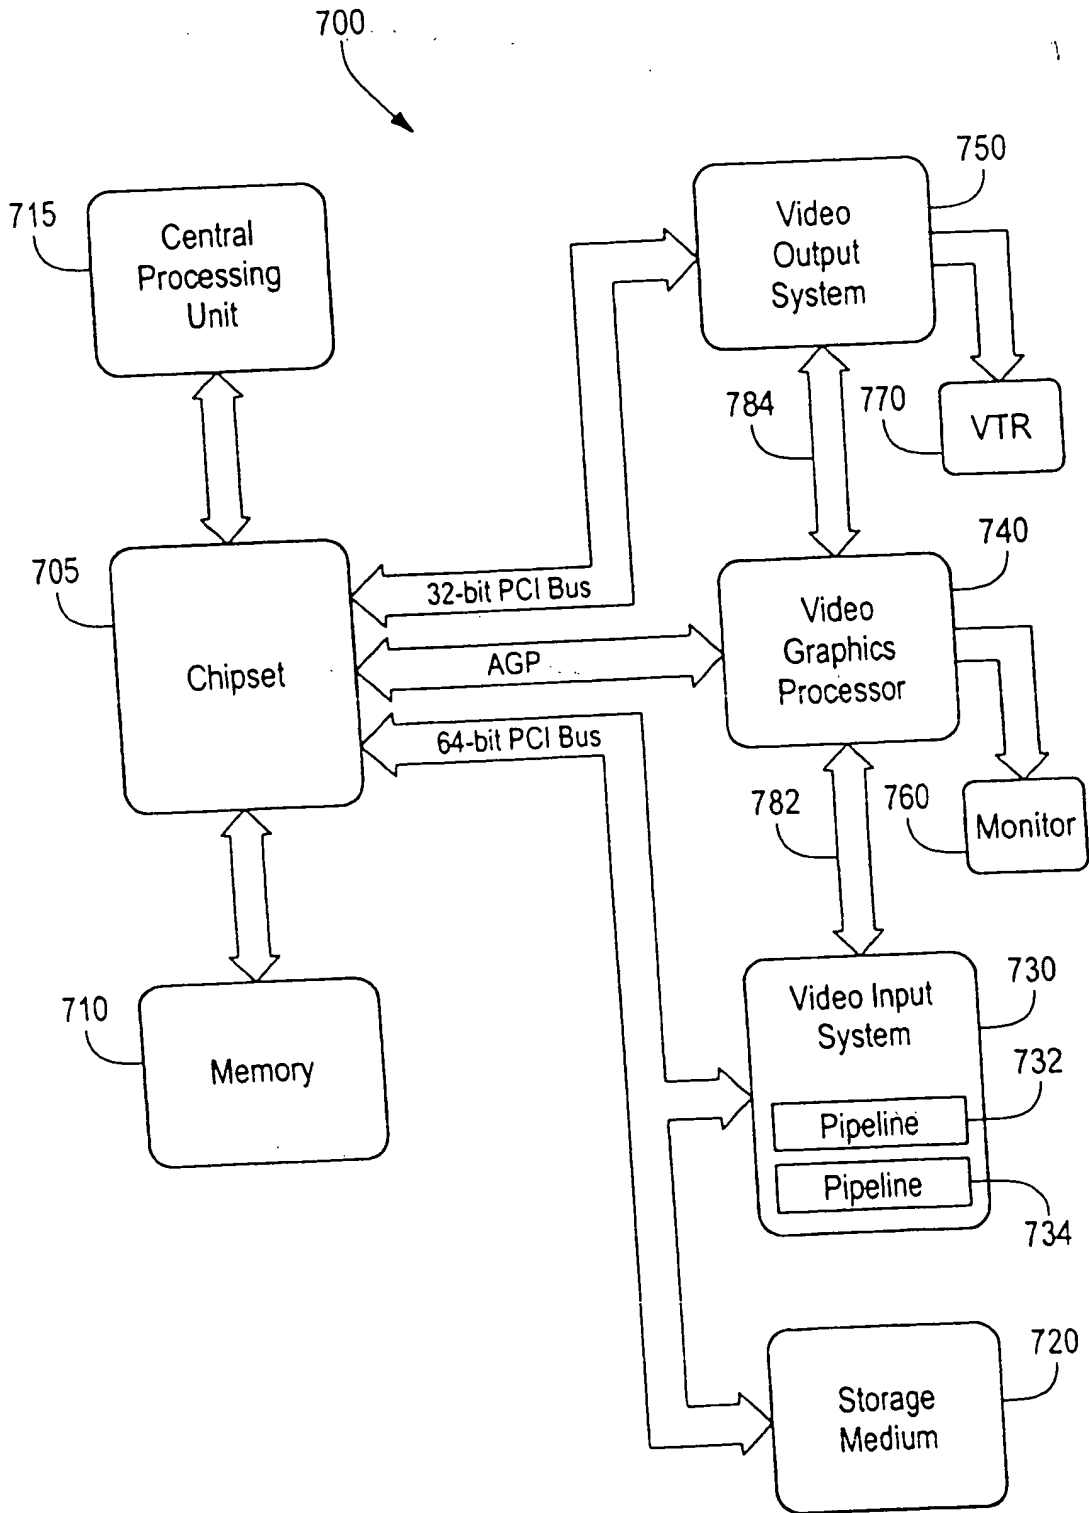 700
750
715
Central
Processing
Unit
Video
Output
System
784
770
VTR
740
705
32-bit PCI Bus
Video
Graphics
Processor
AGP
Chipset
64-bit PCI Bus
782
760
Monitor
730
Video Input
System
710
Memory
732
Pipeline
Pipeline
734
720
Storage
Medium